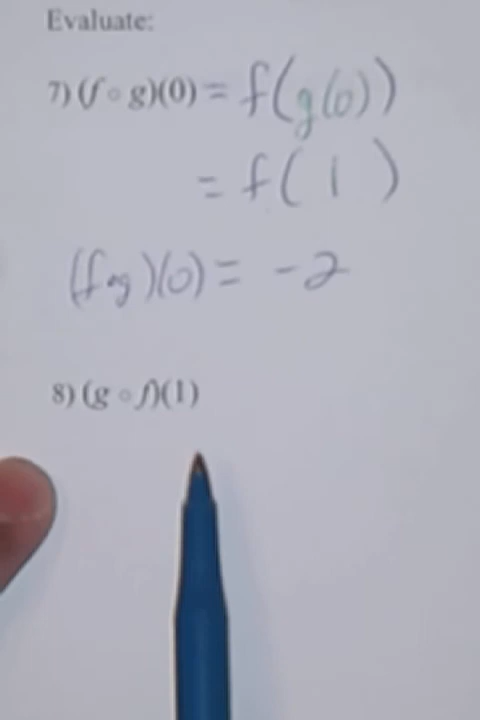 Evaluate:
7) (f ∘ g)(0) = f(g(0))
= f( 1 )
(f∘g)(0) = -2
8) (g ∘ f)(1)